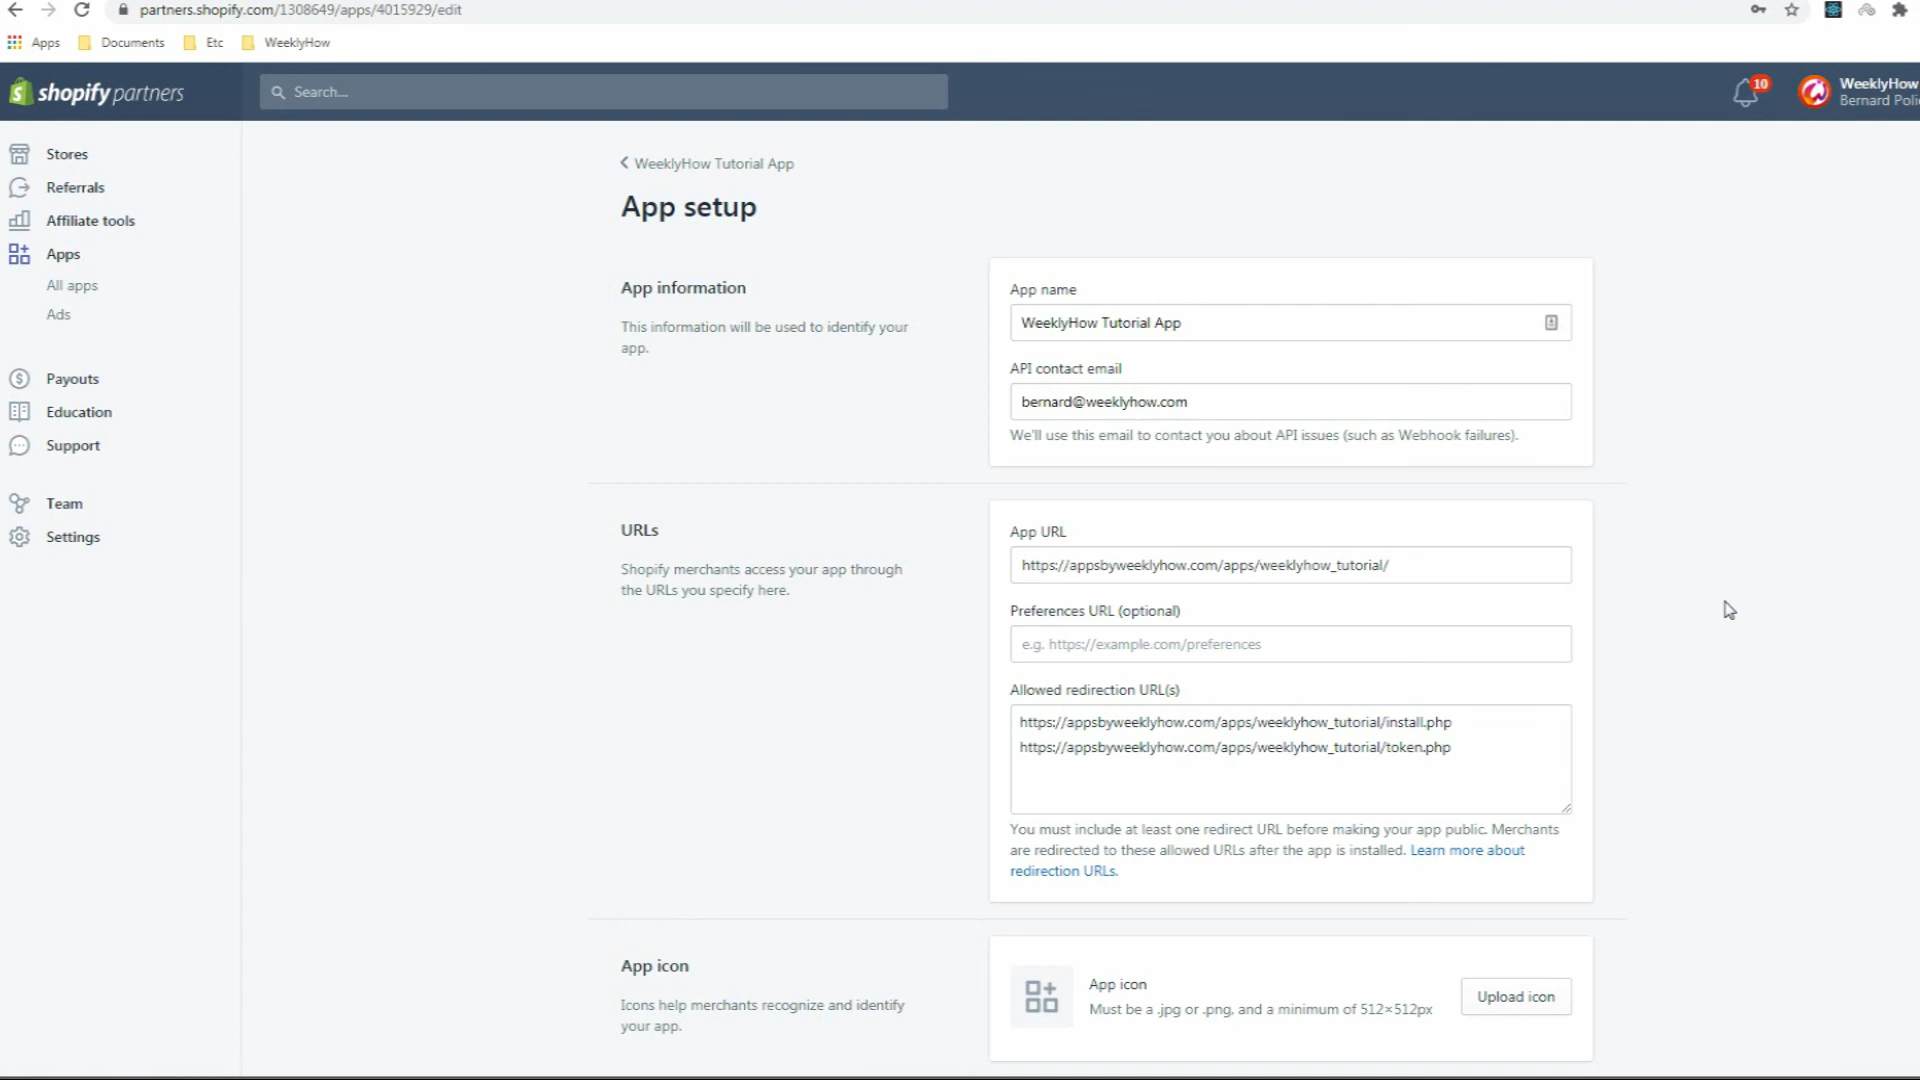 partners.shopify.com/1308649/apps/4015929/edit
Apps
Documents
Etc
WeeklyHow
shopify partners
Search...
10
WeeklyHow
Bernard Poli
Stores
Referrals
Affiliate tools
Apps
All apps
Ads
Payouts
Education
Support
Team
Settings
WeeklyHow Tutorial App
App setup
App information
This information will be used to identify your
app.
App name
WeeklyHow Tutorial App
API contact email
bernard@weeklyhow.com
We'll use this email to contact you about API issues (such as Webhook failures).
URLs
Shopify merchants access your app through
the URLs you specify here.
App URL
https://appsbyweeklyhow.com/apps/weeklyhow_tutorial/
Preferences URL (optional)
e.g. https://example.com/preferences
Allowed redirection URL(s)
https://appsbyweeklyhow.com/apps/weeklyhow_tutorial/install.php
https://appsbyweeklyhow.com/apps/weeklyhow_tutorial/token.php
You must include at least one redirect URL before making your app public. Merchants
are redirected to these allowed URLs after the app is installed. Learn more about
redirection URLs.
App icon
Icons help merchants recognize and identify
your app.
App icon
Must be a .jpg or .png, and a minimum of 512×512px
Upload icon